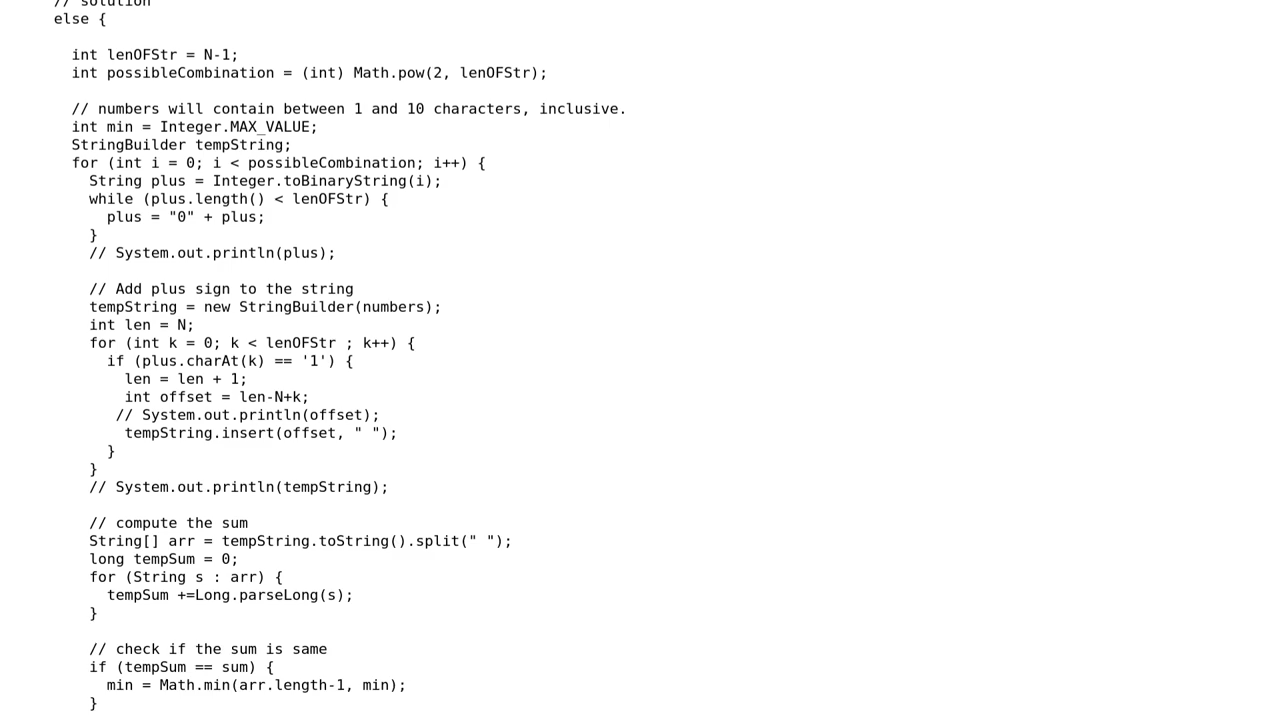 // solution
else {
int lenOFStr = N-1;
int possibleCombination = (int) Math.pow(2, lenOFStr);
// numbers will contain between 1 and 10 characters, inclusive.
int min = Integer.MAX_VALUE;
StringBuilder tempString;
for (int i = 0; i < possibleCombination; i++) {
String plus = Integer.toBinaryString(i);
while (plus.length() < lenOFStr) {
plus = "0" + plus;
}
// System.out.println(plus);
// Add plus sign to the string
tempString = new StringBuilder(numbers);
int len = N;
for (int k = 0; k < lenOFStr ; k++) {
if (plus.charAt(k) == '1') {
len = len + 1;
int offset = len-N+k;
// System.out.println(offset);
tempString.insert(offset, " ");
}
}
// System.out.println(tempString);
// compute the sum
String[] arr = tempString.toString().split(" ");
long tempSum = 0;
for (String s : arr) {
tempSum +=Long.parseLong(s);
}
// check if the sum is same
if (tempSum == sum) {
min = Math.min(arr.length-1, min);
}